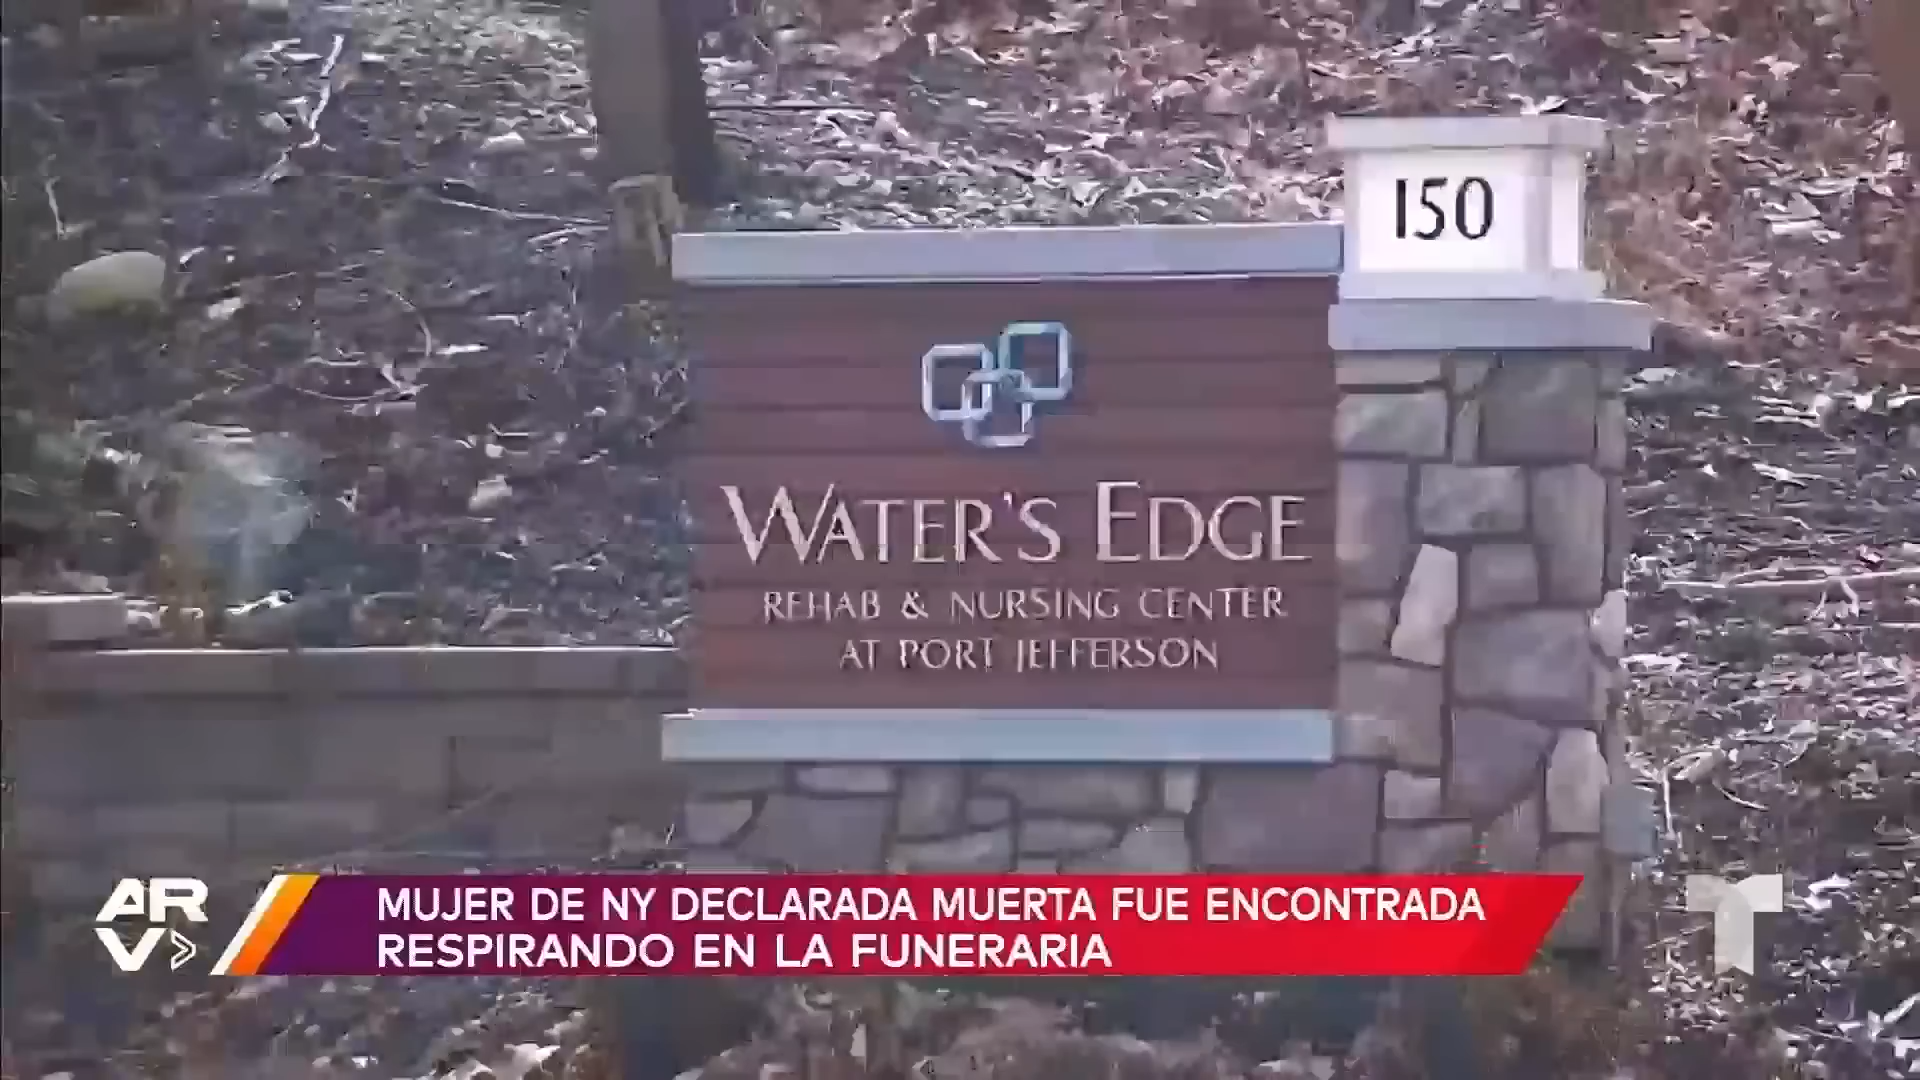 150
WATER'S EDGE
REHAB & NURSING CENTER
AT PORT JEFFERSON
ARV
MUJER DE NY DECLARADA MUERTA FUE ENCONTRADA
RESPIRANDO EN LA FUNERARIA
T